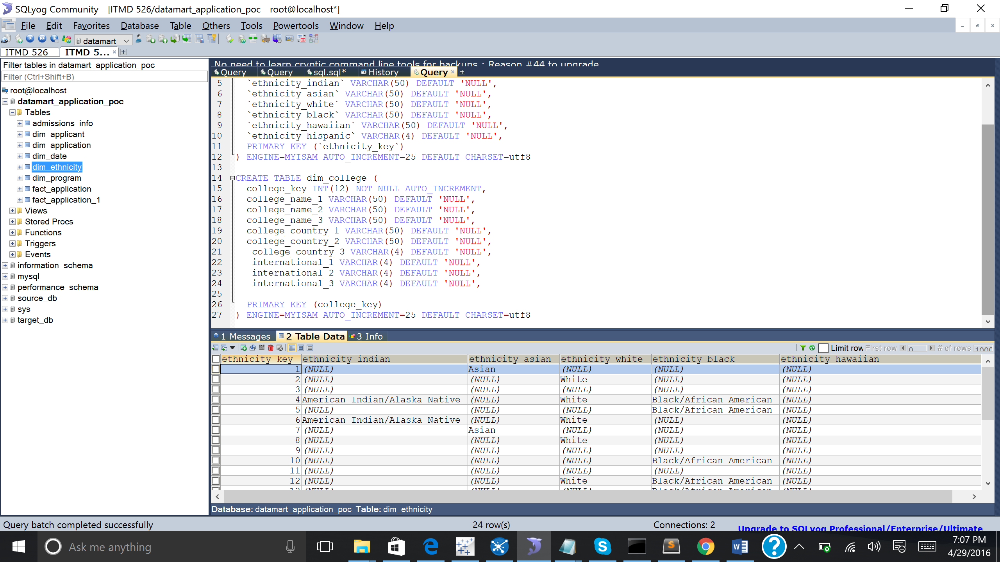 SQLyog Community - [ITMD 526/datamart_application_poc - root@localhost*]
File Edit Favorites Database Table Others Tools Powertools Window Help
datamart_
ITMD 526 ITMD 5...
Filter tables in datamart_application_poc
Filter (Ctrl+Shift+B)
root@localhost
datamart_application_poc
Tables
admissions_info
dim_applicant
dim_application
dim_date
dim_ethnicity
dim_program
fact_application
fact_application_1
Views
Stored Procs
Functions
Triggers
Events
information_schema
mysql
performance_schema
source_db
sys
target_db
No need to learn cryptic command line tools for backups : Reason #44 to upgrade
Query Query sql.sql* History Query
5 `ethnicity_indian` VARCHAR(50) DEFAULT 'NULL',
6 `ethnicity_asian` VARCHAR(50) DEFAULT 'NULL',
7 `ethnicity_white` VARCHAR(50) DEFAULT 'NULL',
8 `ethnicity_black` VARCHAR(50) DEFAULT 'NULL',
9 `ethnicity_hawaiian` VARCHAR(50) DEFAULT 'NULL',
10 `ethnicity_hispanic` VARCHAR(4) DEFAULT 'NULL',
11 PRIMARY KEY (`ethnicity_key`)
12 ) ENGINE=MYISAM AUTO_INCREMENT=25 DEFAULT CHARSET=utf8
13
14 CREATE TABLE dim_college (
15 college_key INT(12) NOT NULL AUTO_INCREMENT,
16 college_name_1 VARCHAR(50) DEFAULT 'NULL',
17 college_name_2 VARCHAR(50) DEFAULT 'NULL',
18 college_name_3 VARCHAR(50) DEFAULT 'NULL',
19 college_country_1 VARCHAR(50) DEFAULT 'NULL',
20 college_country_2 VARCHAR(50) DEFAULT 'NULL',
21 college_country_3 VARCHAR(4) DEFAULT 'NULL',
22 international_1 VARCHAR(4) DEFAULT 'NULL',
23 international_2 VARCHAR(4) DEFAULT 'NULL',
24 international_3 VARCHAR(4) DEFAULT 'NULL',
25
26 PRIMARY KEY (college_key)
27 ) ENGINE=MYISAM AUTO_INCREMENT=25 DEFAULT CHARSET=utf8
1 Messages 2 Table Data 3 Info
Limit row First row 0 # of rows 1000
ethnicity_key ethnicity_indian ethnicity_asian ethnicity_white ethnicity_black ethnicity_hawaiian
1 (NULL) Asian (NULL) (NULL) (NULL)
2 (NULL) (NULL) White (NULL) (NULL)
3 (NULL) (NULL) (NULL) (NULL) (NULL)
4 American Indian/Alaska Native (NULL) White Black/African American (NULL)
5 (NULL) (NULL) (NULL) Black/African American (NULL)
6 American Indian/Alaska Native (NULL) White (NULL) (NULL)
7 (NULL) Asian (NULL) (NULL) (NULL)
8 (NULL) (NULL) White (NULL) (NULL)
9 (NULL) (NULL) (NULL) (NULL) (NULL)
10 (NULL) (NULL) (NULL) Black/African American (NULL)
11 (NULL) (NULL) (NULL) (NULL) (NULL)
12 (NULL) (NULL) White Black/African American (NULL)
13 (NULL) (NULL) (NULL) Black/African American (NULL)
Database: datamart_application_poc Table: dim_ethnicity
Query batch completed successfully 24 row(s) Connections: 2 Upgrade to SQLyog Professional/Enterprise/Ultimate
Ask me anything
7:07 PM
4/29/2016